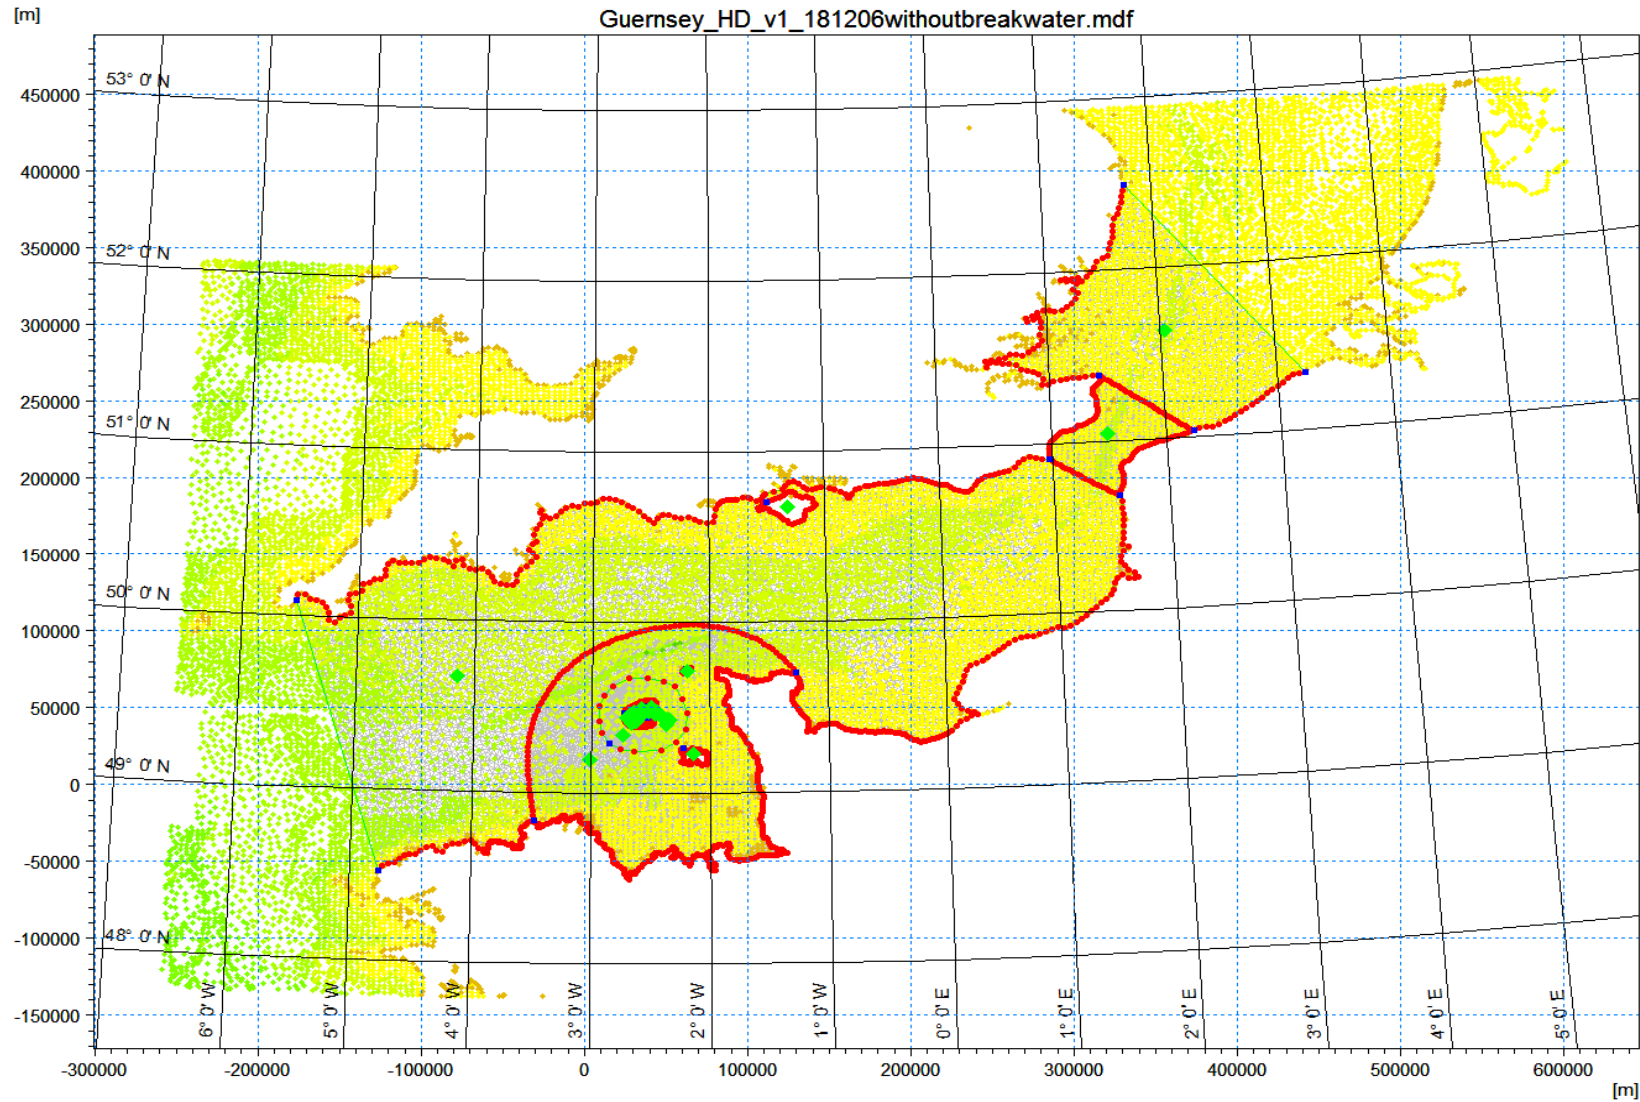 [m]
Guernsey_HD_v1_181206withoutbreakwater.mdf
53° 0' N
450000
400000
350000
52° 0' N
300000
250000
51° 0' N
200000
150000
50° 0' N
100000
50000
49° 0' N
0
-50000
48° 0' N
-100000
-150000
6° 0' W
5° 0' W
4° 0' W
3° 0' W
2° 0' W
1° 0' W
0° 0' E
1° 0' E
2° 0' E
3° 0' E
4° 0' E
5° 0' E
-300000 -200000 -100000 0 100000 200000 300000 400000 500000 600000
[m]